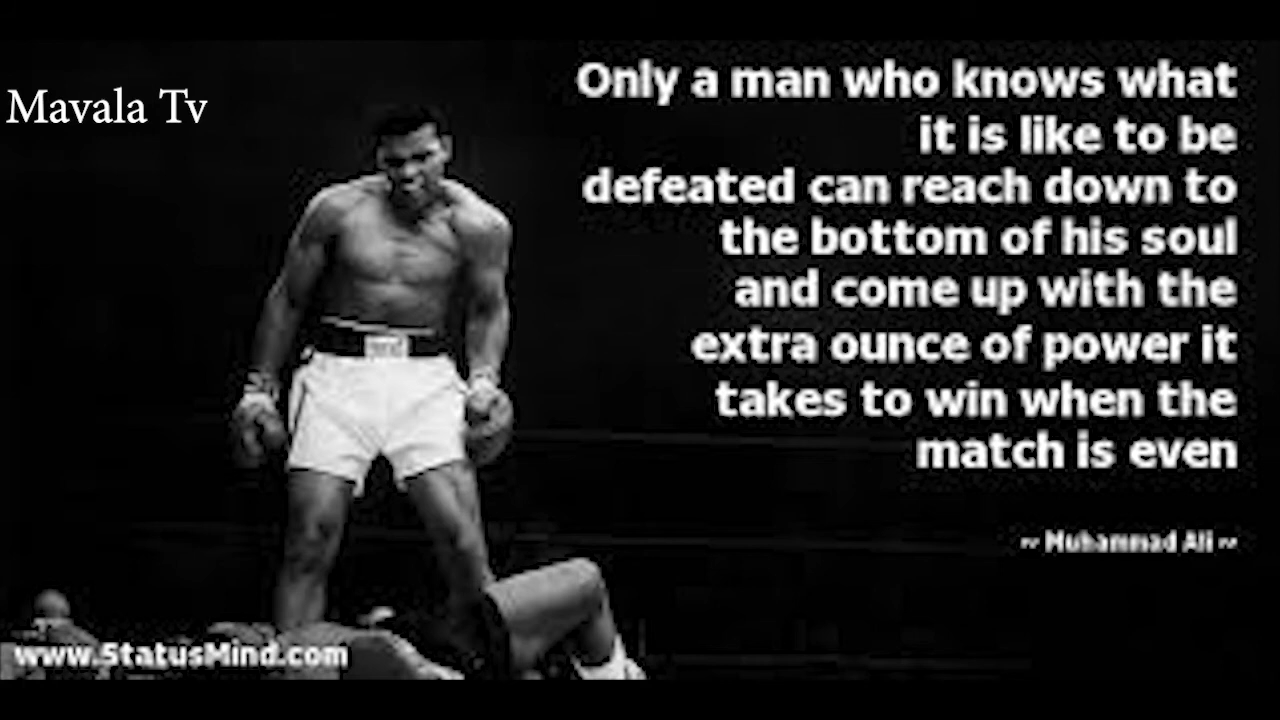 Mavala Tv
Only a man who knows what
it is like to be
defeated can reach down to
the bottom of his soul
and come up with the
extra ounce of power it
takes to win when the
match is even
~ Muhammad Ali ~
www.StatusMind.com